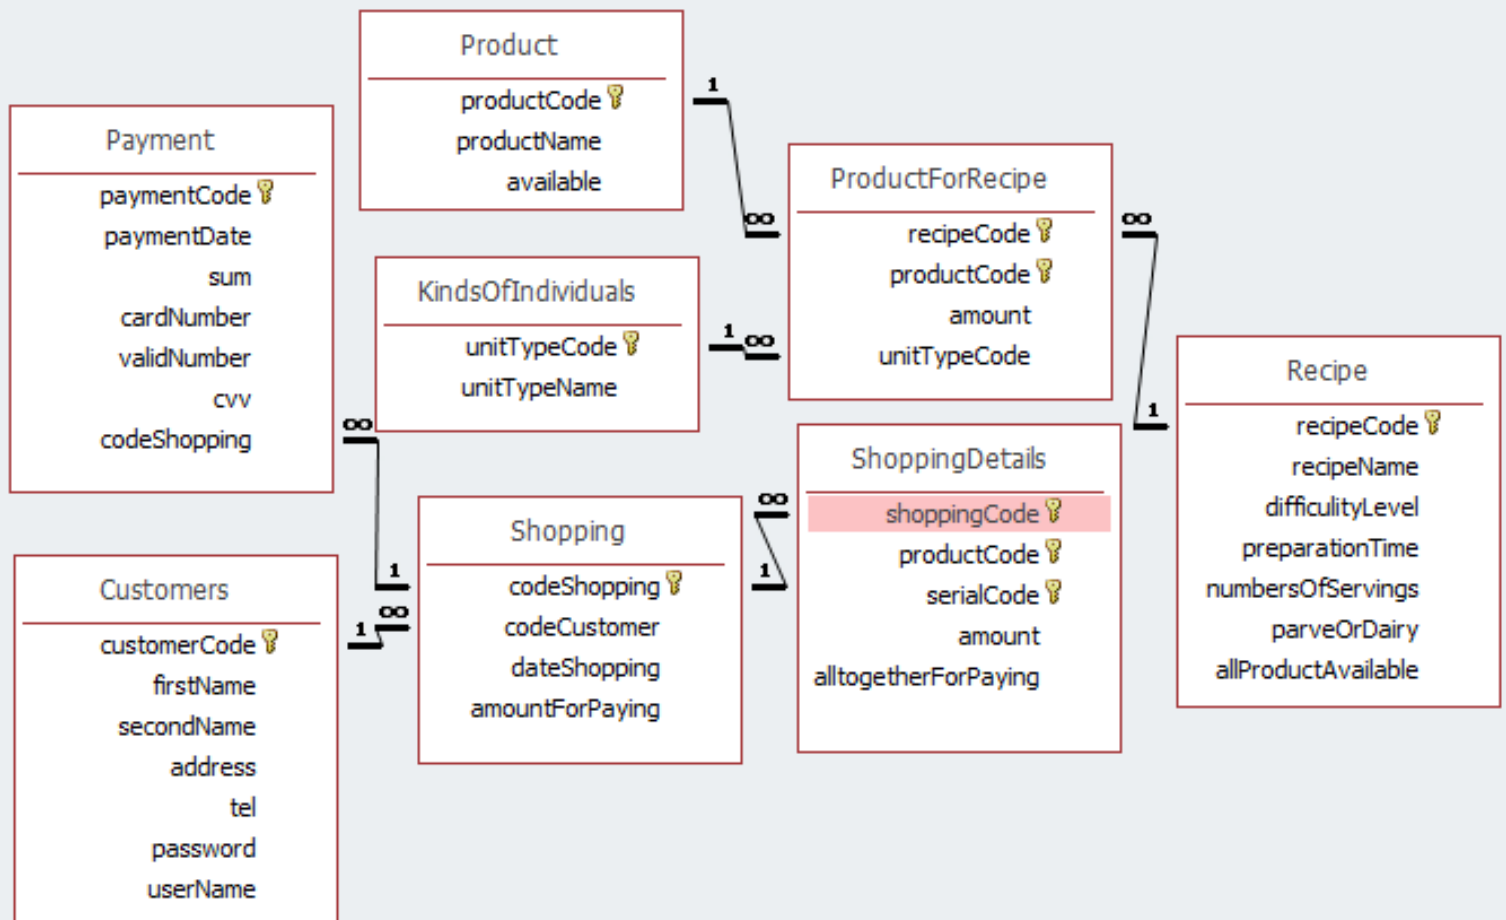 Product
productCode
productName
available
1
∞
Payment
paymentCode
paymentDate
sum
cardNumber
validNumber
cvv
codeShopping
∞
1
KindsOfIndividuals
unitTypeCode
unitTypeName
1
∞
ProductForRecipe
recipeCode
productCode
amount
unitTypeCode
∞
1
Recipe
recipeCode
recipeName
difficulityLevel
preparationTime
numbersOfServings
parveOrDairy
allProductAvailable
ShoppingDetails
shoppingCode
productCode
serialCode
amount
alltogetherForPaying
∞
1
Shopping
codeShopping
codeCustomer
dateShopping
amountForPaying
∞
1
Customers
customerCode
firstName
secondName
address
tel
password
userName